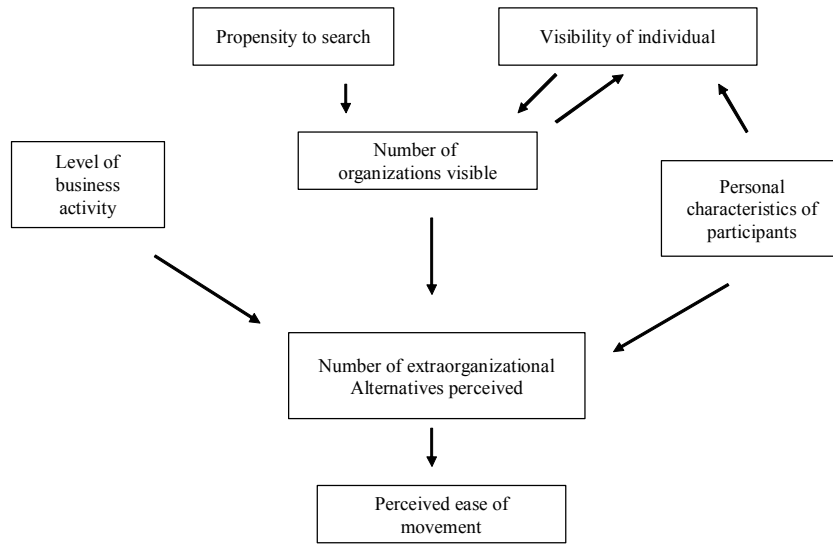 Propensity to search
Visibility of individual
Number of
organizations visible
Level of
business
activity
Personal
characteristics of
participants
Number of extraorganizational
Alternatives perceived
Perceived ease of
movement